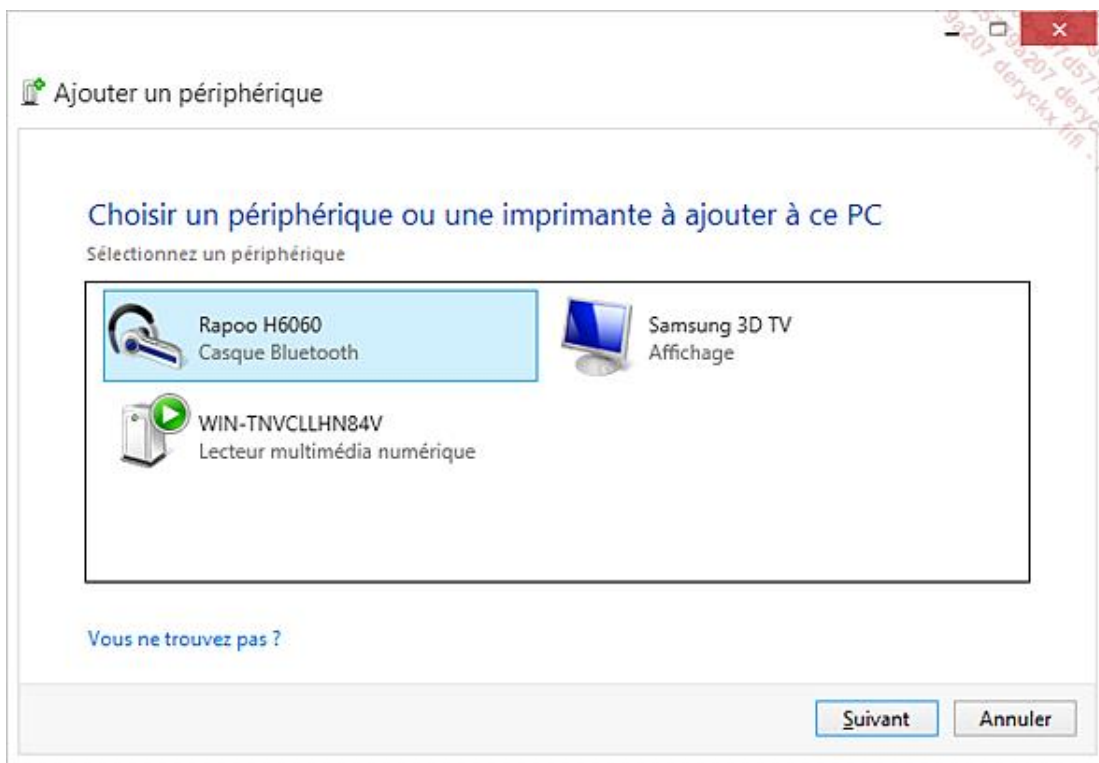 Ajouter un périphérique
Choisir un périphérique ou une imprimante à ajouter à ce PC
Sélectionnez un périphérique
Rapoo H6060
Casque Bluetooth
Samsung 3D TV
Affichage
WIN-TNVCLLHN84V
Lecteur multimédia numérique
Vous ne trouvez pas ?
Suivant
Annuler